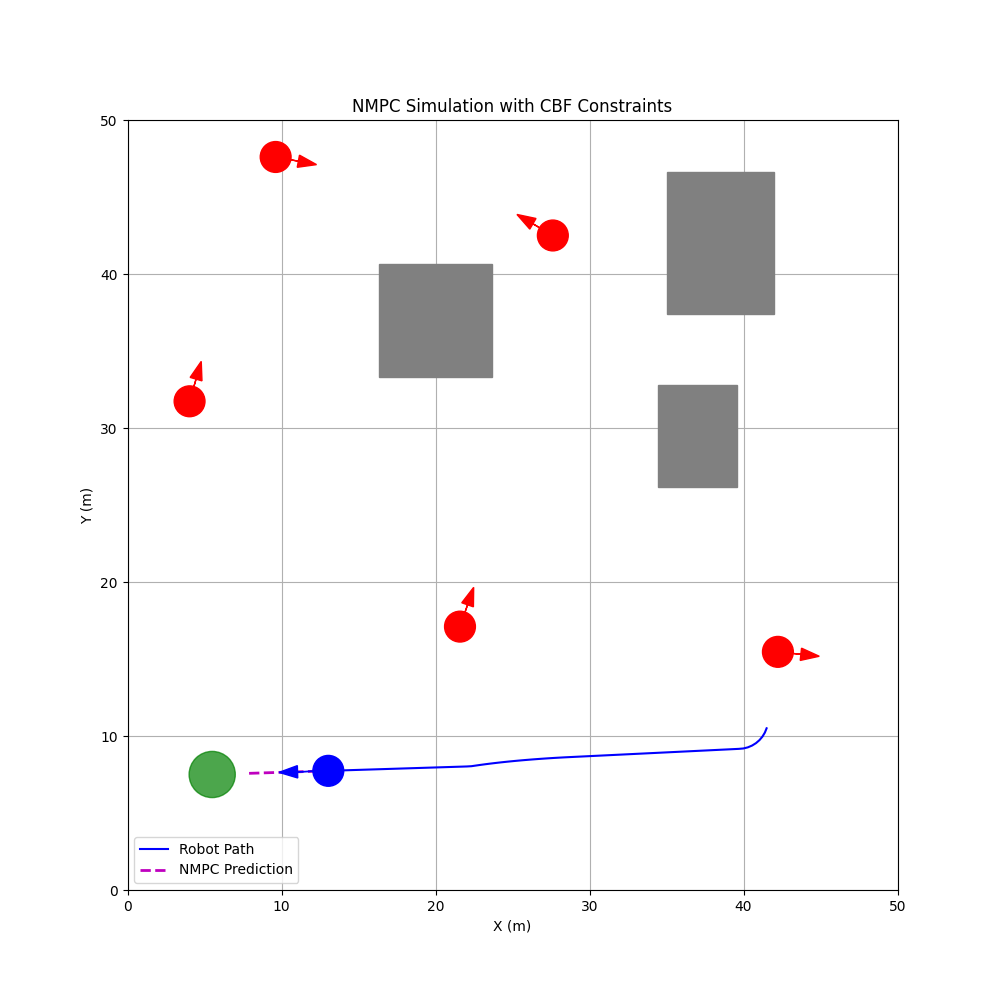 NMPC Simulation with CBF Constraints
50
40
30
20
10
0
Y (m)
Robot Path
NMPC Prediction
0 10 20 30 40 50
X (m)